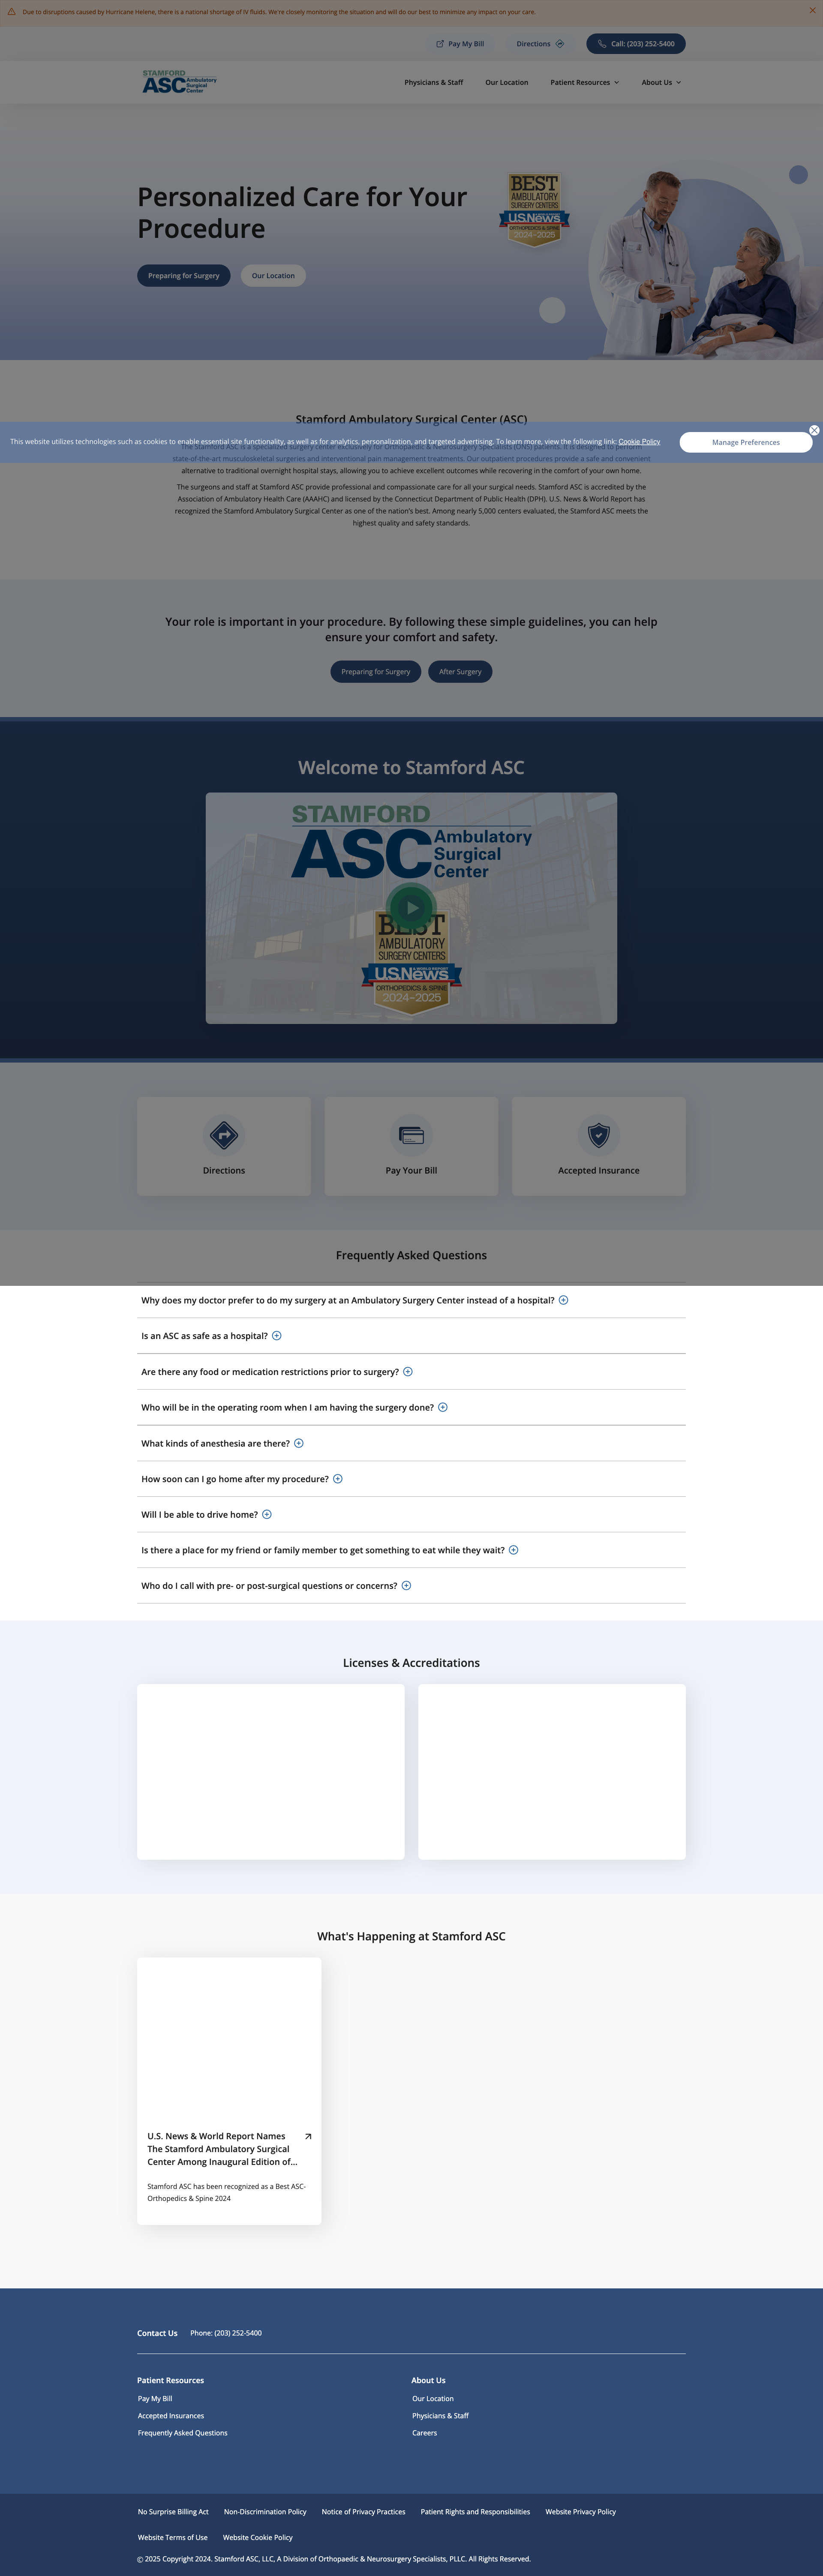 Due to disruptions caused by Hurricane Helene, there is a national shortage of IV fluids. We're closely monitoring the situation and will do our best to minimize any impact on your care.
Pay My Bill
Directions
Call: (203) 252-5400
STAMFORD
ASC Ambulatory
Surgical
Center
Physicians & Staff
Our Location
Patient Resources
About Us
Personalized Care for Your
Procedure
BEST
AMBULATORY
SURGERY CENTERS
U.S. News
ORTHOPEDICS & SPINE
2024-2025
Preparing for Surgery
Our Location
Stamford Ambulatory Surgical Center (ASC)
This website utilizes technologies such as cookies to enable essential site functionality, as well as for analytics, personalization, and targeted advertising. To learn more, view the following link: Cookie Policy
Manage Preferences
The Stamford ASC is a specialized surgery center exclusively for Orthopaedic & Neurosurgery Specialists (ONS) patients. It is designed to perform
state-of-the-art musculoskeletal surgeries and interventional pain management treatments. Our outpatient procedures provide a safe and convenient
alternative to traditional overnight hospital stays, allowing you to achieve excellent outcomes while recovering in the comfort of your own home.
The surgeons and staff at Stamford ASC provide professional and compassionate care for all your surgical needs. Stamford ASC is accredited by the
Association of Ambulatory Health Care (AAAHC) and licensed by the Connecticut Department of Public Health (DPH). U.S. News & World Report has
recognized the Stamford Ambulatory Surgical Center as one of the nation's best. Among nearly 5,000 centers evaluated, the Stamford ASC meets the
highest quality and safety standards.
Your role is important in your procedure. By following these simple guidelines, you can help
ensure your comfort and safety.
Preparing for Surgery
After Surgery
Welcome to Stamford ASC
STAMFORD
ASC Ambulatory
Surgical
Center
BEST
AMBULATORY
SURGERY CENTERS
U.S. News
ORTHOPEDICS & SPINE
2024-2025
Directions
Pay Your Bill
Accepted Insurance
Frequently Asked Questions
Why does my doctor prefer to do my surgery at an Ambulatory Surgery Center instead of a hospital?
Is an ASC as safe as a hospital?
Are there any food or medication restrictions prior to surgery?
Who will be in the operating room when I am having the surgery done?
What kinds of anesthesia are there?
How soon can I go home after my procedure?
Will I be able to drive home?
Is there a place for my friend or family member to get something to eat while they wait?
Who do I call with pre- or post-surgical questions or concerns?
Licenses & Accreditations
What's Happening at Stamford ASC
U.S. News & World Report Names
The Stamford Ambulatory Surgical
Center Among Inaugural Edition of...
Stamford ASC has been recognized as a Best ASC-
Orthopedics & Spine 2024
Contact Us
Phone: (203) 252-5400
Patient Resources
About Us
Pay My Bill
Our Location
Accepted Insurances
Physicians & Staff
Frequently Asked Questions
Careers
No Surprise Billing Act
Non-Discrimination Policy
Notice of Privacy Practices
Patient Rights and Responsibilities
Website Privacy Policy
Website Terms of Use
Website Cookie Policy
© 2025 Copyright 2024. Stamford ASC, LLC, A Division of Orthopaedic & Neurosurgery Specialists, PLLC. All Rights Reserved.